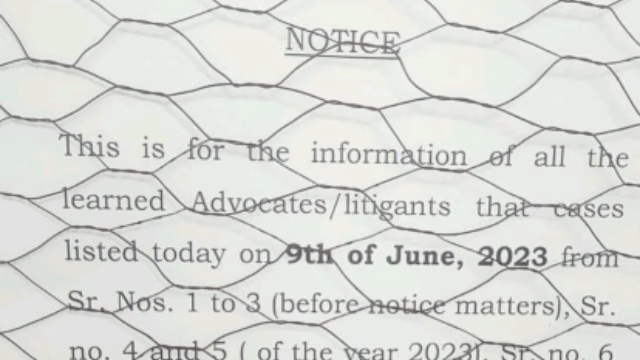 NOTICE
This is for the information of all the
learned Advocates/litigants that cases
listed today on 9th of June, 2023 from
Sr. Nos. 1 to 3 (before notice matters), Sr.
no. 4 and 5 ( of the year 2023), Sr. no. 6